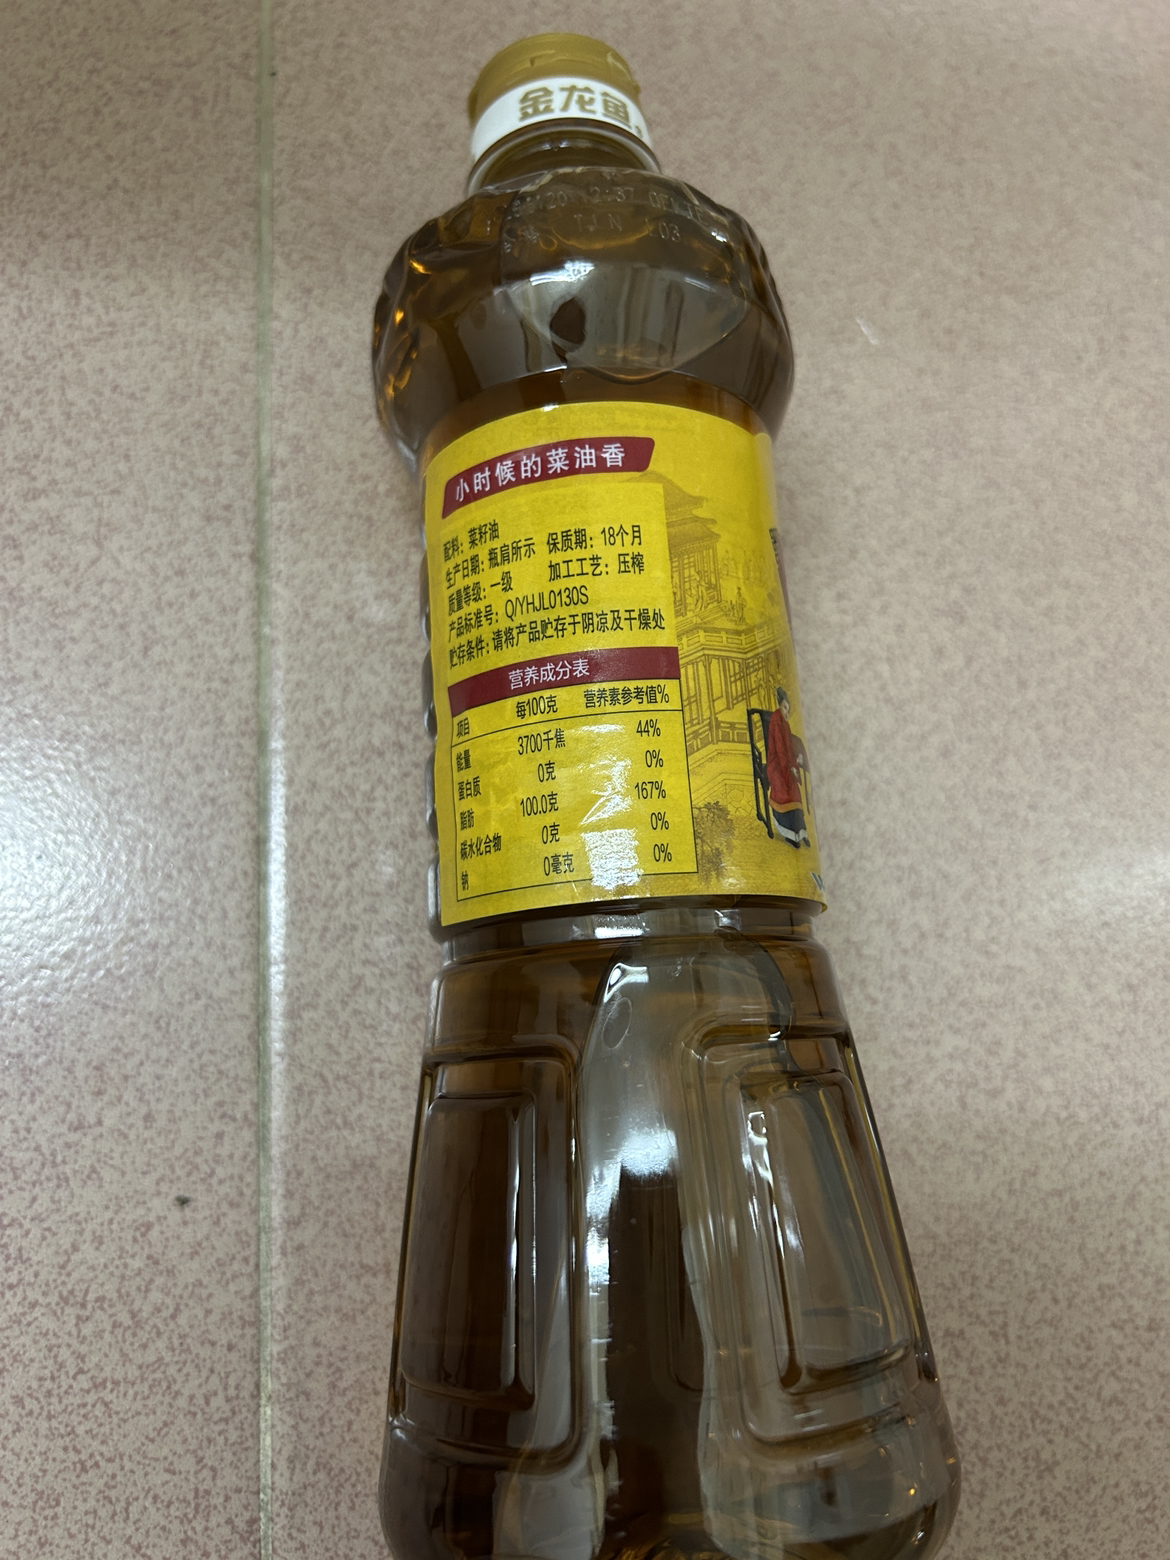 金龙鱼
TJN 03
小时候的菜油香
配料：菜籽油
生产日期：瓶肩所示 保质期：18个月
质量等级：一级 加工工艺：压榨
产品标准号：Q/YHJL0130S
贮存条件：请将产品贮存于阴凉及干燥处
营养成分表
项目 每100克 营养素参考值%
能量 3700千焦 44%
蛋白质 0克 0%
脂肪 100.0克 167%
碳水化合物 0克 0%
钠 0毫克 0%